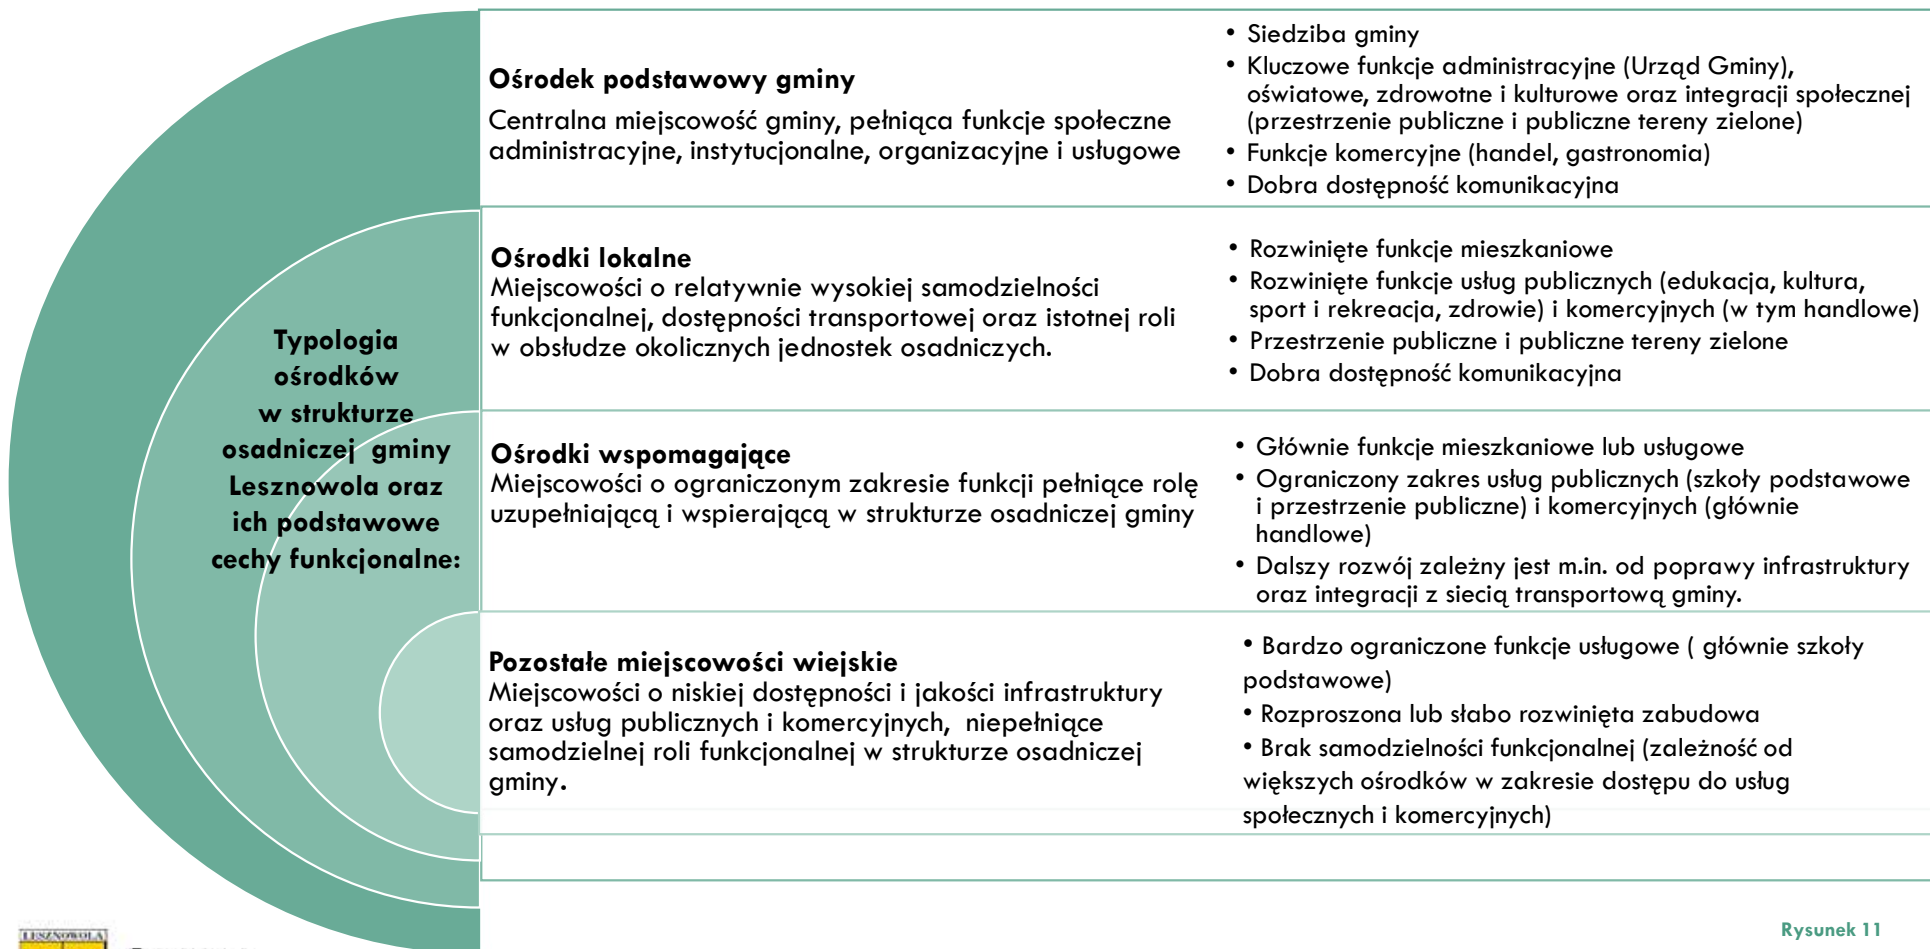 Typologia
ośrodków
w strukturze
osadniczej gminy
Lesznowola oraz
ich podstawowe
cechy funkcjonalne:
Ośrodek podstawowy gminy
Centralna miejscowość gminy, pełniąca funkcje społeczne
administracyjne, instytucjonalne, organizacyjne i usługowe
• Siedziba gminy
• Kluczowe funkcje administracyjne (Urząd Gminy),
oświatowe, zdrowotne i kulturowe oraz integracji społecznej
(przestrzenie publiczne i publiczne tereny zielone)
• Funkcje komercyjne (handel, gastronomia)
• Dobra dostępność komunikacyjna
Ośrodki lokalne
Miejscowości o relatywnie wysokiej samodzielności
funkcjonalnej, dostępności transportowej oraz istotnej roli
w obsłudze okolicznych jednostek osadniczych.
• Rozwinięte funkcje mieszkaniowe
• Rozwinięte funkcje usług publicznych (edukacja, kultura,
sport i rekreacja, zdrowie) i komercyjnych (w tym handlowe)
• Przestrzenie publiczne i publiczne tereny zielone
• Dobra dostępność komunikacyjna
Ośrodki wspomagające
Miejscowości o ograniczonym zakresie funkcji pełniące rolę
uzupełniającą i wspierającą w strukturze osadniczej gminy
• Głównie funkcje mieszkaniowe lub usługowe
• Ograniczony zakres usług publicznych (szkoły podstawowe
i przestrzenie publiczne) i komercyjnych (głównie
handlowe)
• Dalszy rozwój zależny jest m.in. od poprawy infrastruktury
oraz integracji z siecią transportową gminy.
Pozostałe miejscowości wiejskie
Miejscowości o niskiej dostępności i jakości infrastruktury
oraz usług publicznych i komercyjnych, niepełniące
samodzielnej roli funkcjonalnej w strukturze osadniczej
gminy.
• Bardzo ograniczone funkcje usługowe ( głównie szkoły
podstawowe)
• Rozproszona lub słabo rozwinięta zabudowa
• Brak samodzielności funkcjonalnej (zależność od
większych ośrodków w zakresie dostępu do usług
społecznych i komercyjnych)
LESZNOWOLA
Rysunek 11